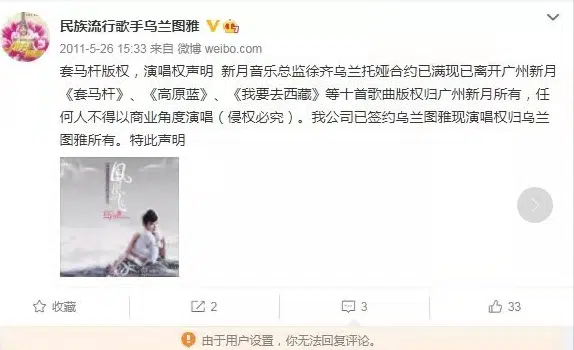 民族流行歌手乌兰图雅
2011-5-26 15:33 来自 微博 weibo.com
套马杆版权，演唱权声明 新月音乐总监徐齐乌兰托娅合约已满现已离开广州新月
《套马杆》、《高原蓝》、《我要去西藏》等十首歌曲版权归广州新月所有，任
何人不得以商业角度演唱（侵权必究）。我公司已签约乌兰图雅现演唱权归乌兰
图雅所有。特此声明
凤凰飞
收藏 2 3 33
由于用户设置，你无法回复评论。